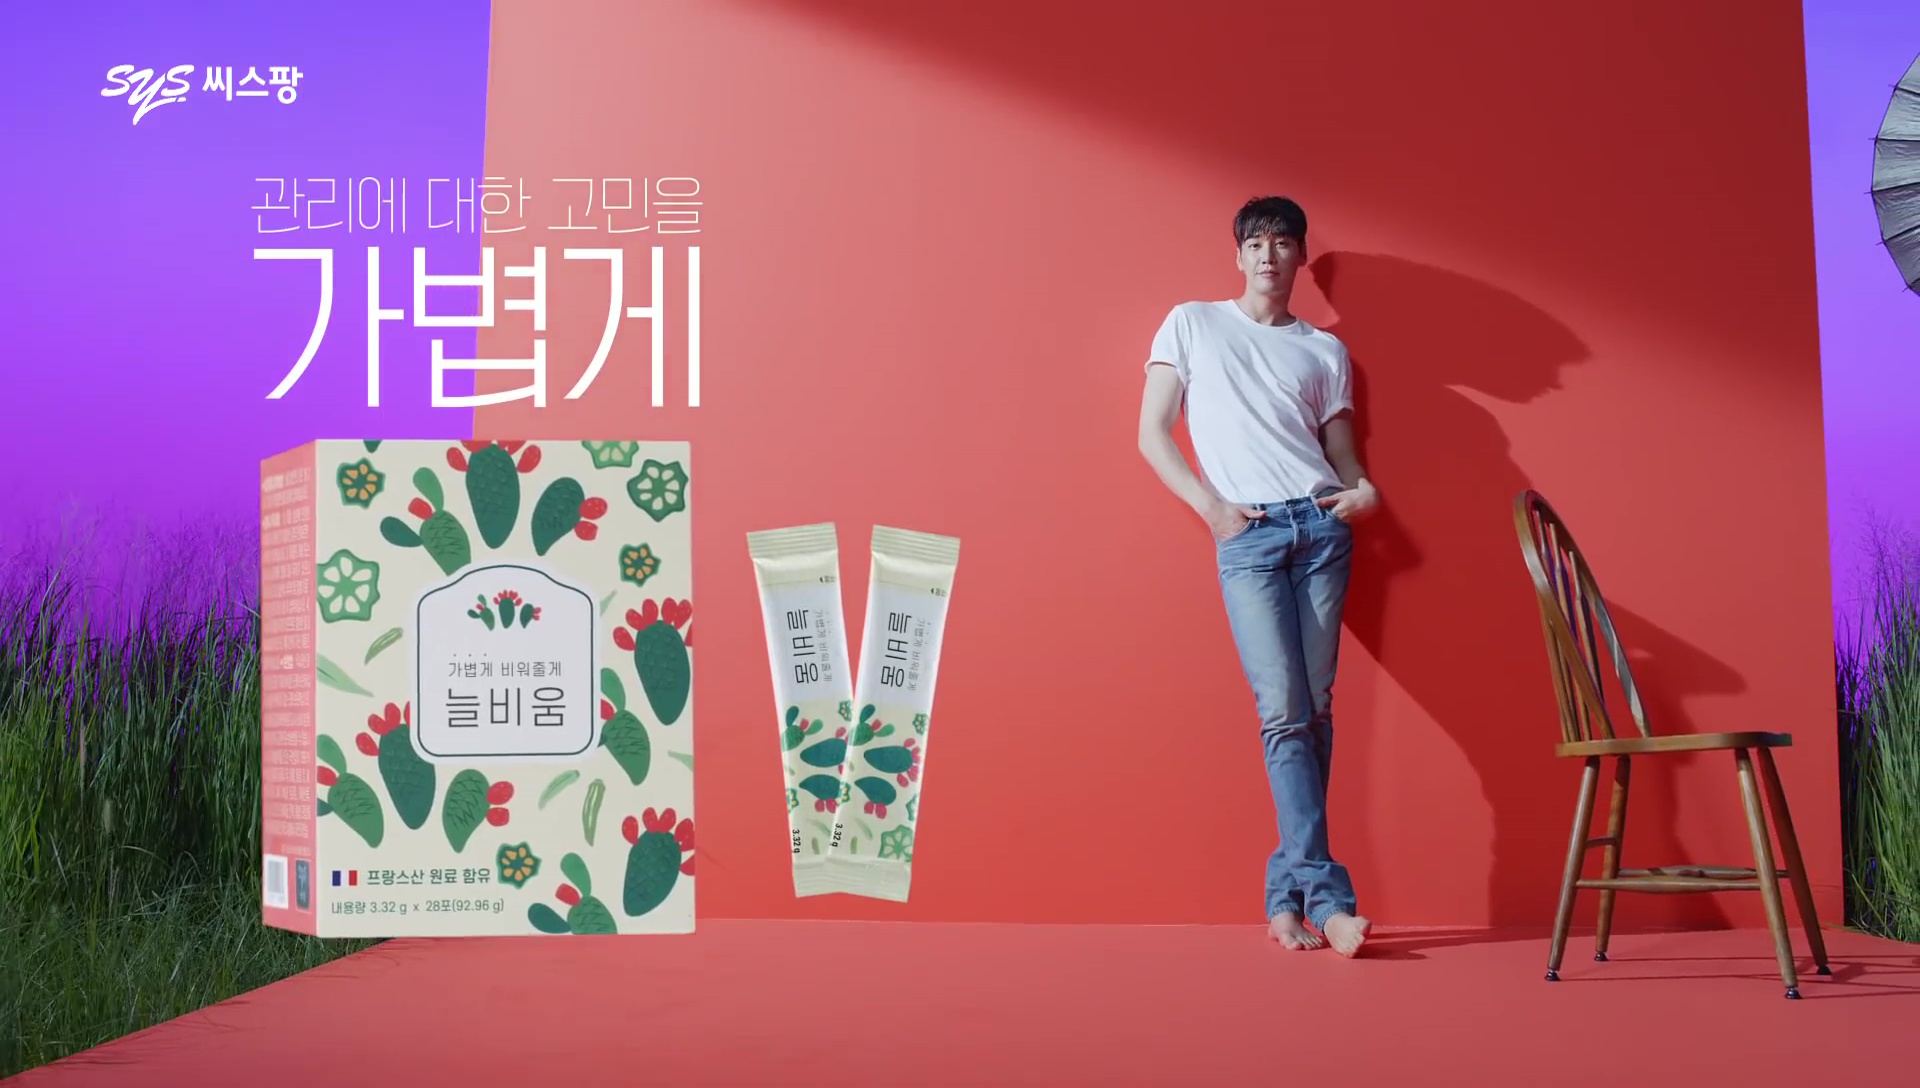 sys 씨스팡
관리에 대한 고민을
가볍게
가볍게 비워줄게
늘비움
프랑스산 원료 함유
내용량 3.32 g x 28포(92.96 g)
가볍게 비워줄게
늘비움
3.32 g
가볍게 비워줄게
늘비움
3.32 g